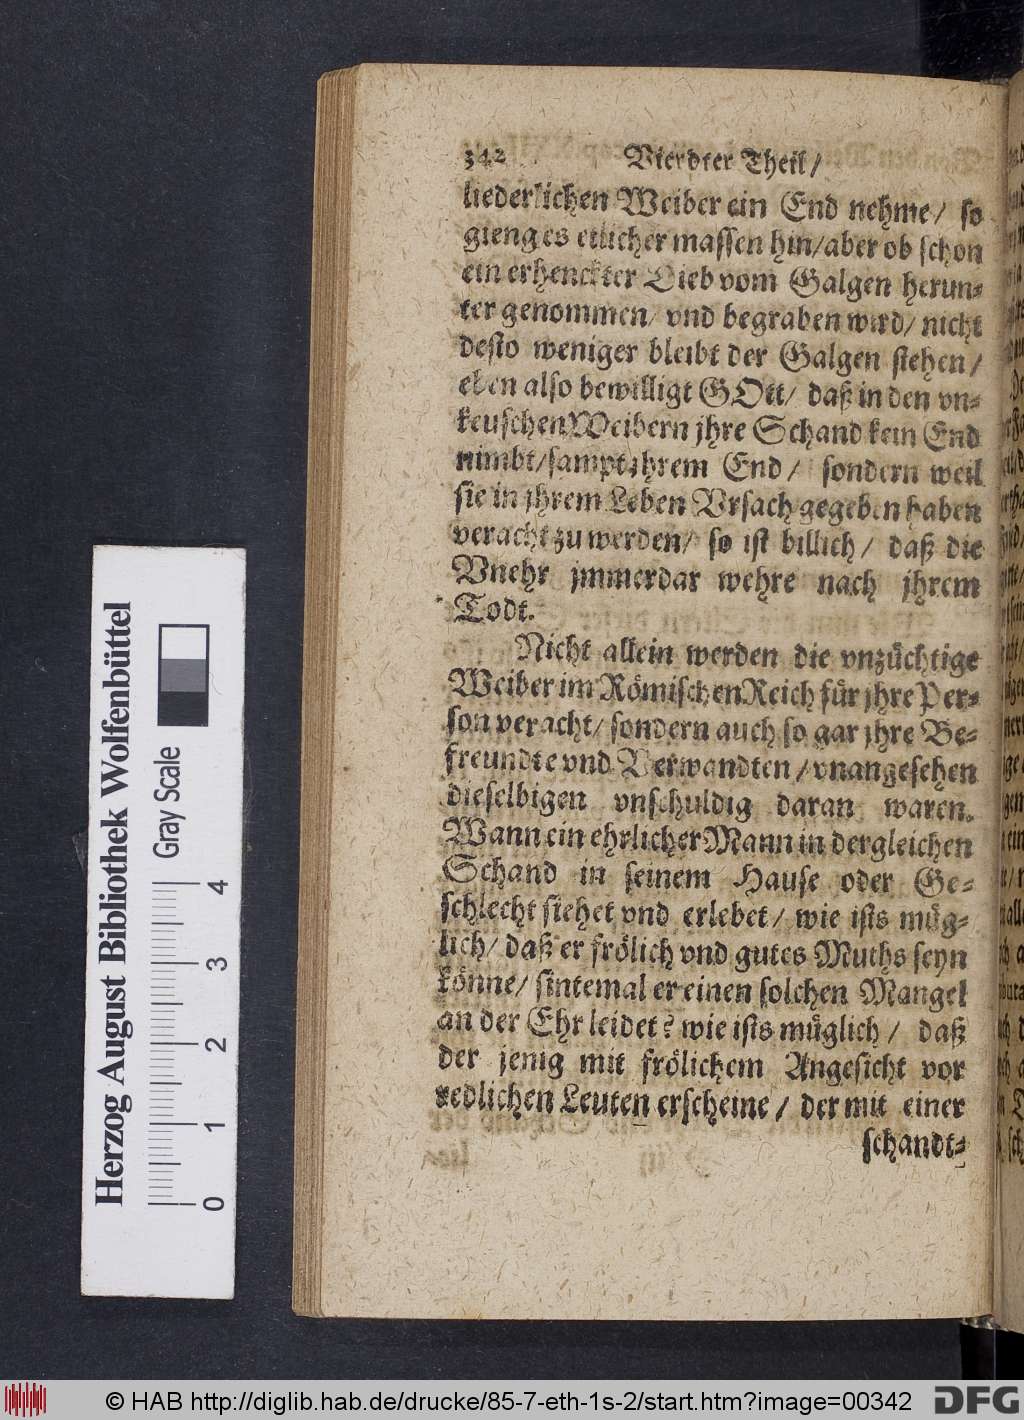 342 Vierdter Theil/
liederlichen Weiber ein End nehme/ so
gieng es etlicher massen hin/aber ob schon
ein erhenckter Dieb vom Galgen herun-
ter genommen/ vnd begraben wird/ nicht
desto weniger bleibt der Galgen stehen/
eben also bewilligt GOtt/ daß in den vn-
keuschen Weibern jhre Schand kein End
nimbt/sampt jhrem End/ sondern weil
sie in jhrem Leben Vrsach gegeben haben
veracht zu werden/ so ist billich/ daß die
Vnehr jmmerdar wehre nach jhrem
Todt.
Nicht allein werden die vnzüchtige
Weiber im Römischen Reich für jhre Per-
son veracht/ sondern auch so gar jhre Be-
freundte vnd Verwandten/ vnangesehen
dieselbigen vnschuldig daran waren.
Wann ein ehrlicher Mann in dergleichen
Schand in seinem Hause oder Ge-
schlecht stehet vnd erlebet/ wie ists müg-
lich/ daß er frölich vnd gutes Muths seyn
könne/ sintemal er einen solchen Mangel
an der Ehr leidet? wie ists müglich/ daß
der jenig mit frölichem Angesicht vor
redlichen Leuten erscheine/ der mit einer
schandt-
Herzog August Bibliothek Wolfenbüttel
Gray Scale
0 1 2 3 4
© HAB http://diglib.hab.de/drucke/85-7-eth-1s-2/start.htm?image=00342
DFG